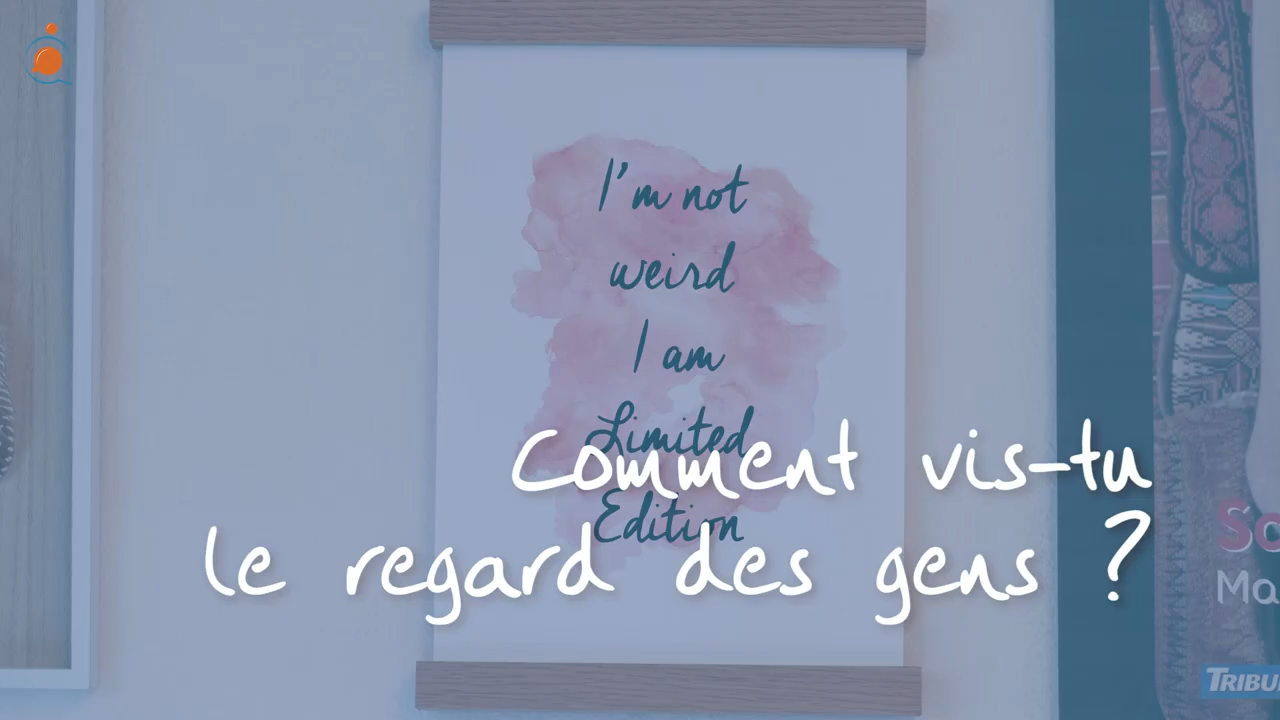 I'm not
weird
I am
Limited
Edition
Comment vis-tu
le regard des gens ?